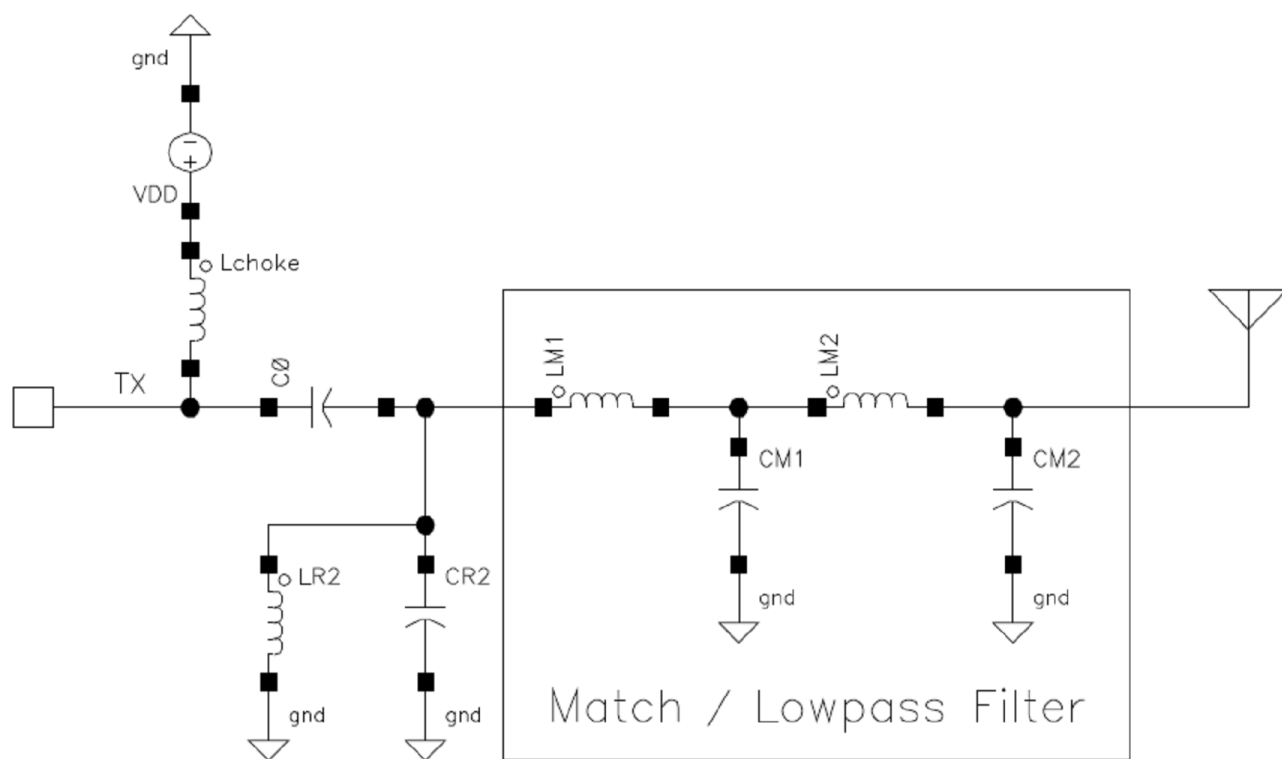 gnd
VDD
Lchoke
TX
C0
LM1
LM2
CM1
CM2
LR2
CR2
gnd
gnd
gnd
gnd
Match / Lowpass Filter